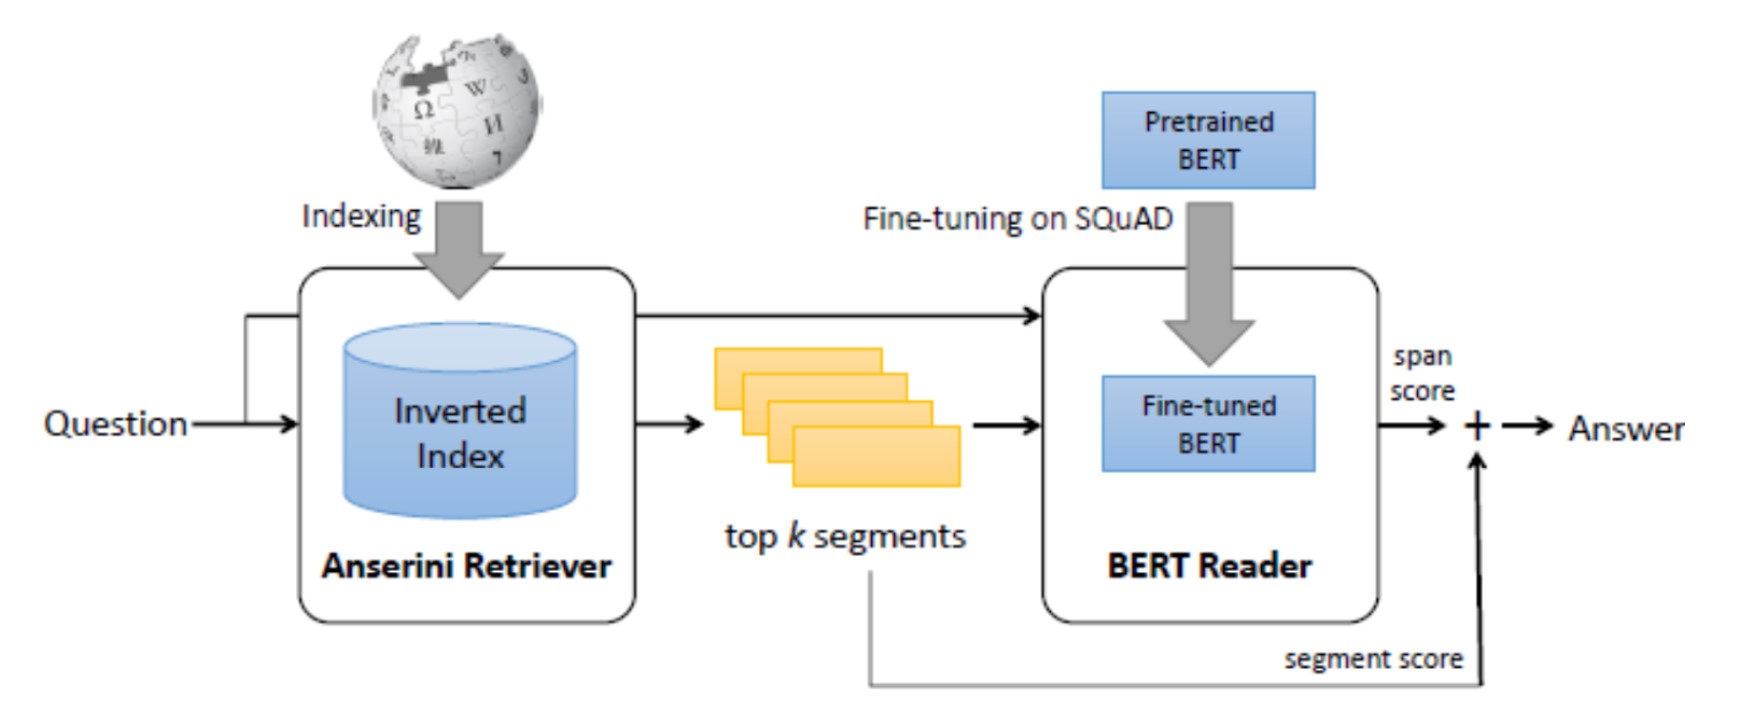 Ω
W
И
Pretrained
BERT
Indexing
Fine-tuning on SQuAD
Question
Inverted
Index
Anserini Retriever
top k segments
Fine-tuned
BERT
BERT Reader
span
score
+
Answer
segment score